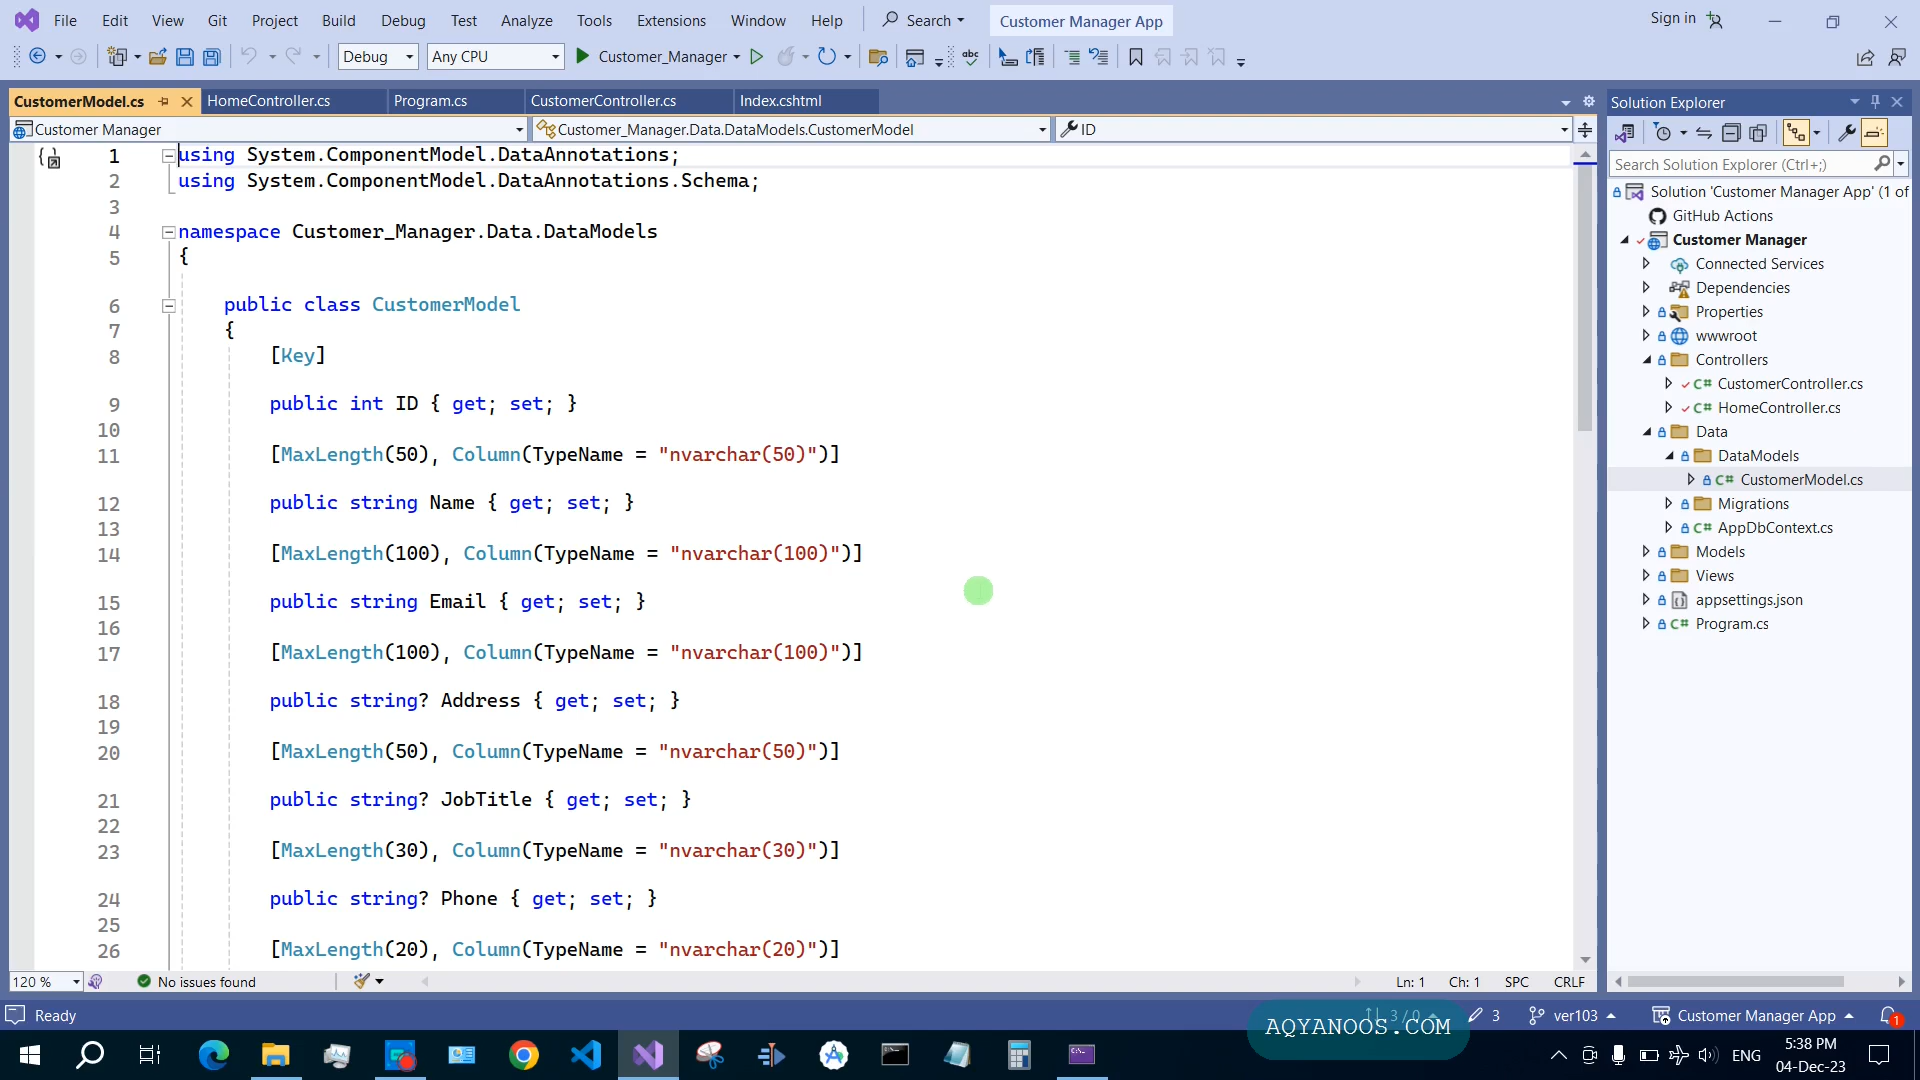 File Edit View Git Project Build Debug Test Analyze Tools Extensions Window Help Search Customer Manager App Sign in
Debug Any CPU Customer_Manager
CustomerModel.cs HomeController.cs Program.cs CustomerController.cs Index.cshtml
Customer Manager Customer_Manager.Data.DataModels.CustomerModel ID
1 using System.ComponentModel.DataAnnotations;
2 using System.ComponentModel.DataAnnotations.Schema;
3
4 namespace Customer_Manager.Data.DataModels
5 {
6 public class CustomerModel
7 {
8 [Key]
9 public int ID { get; set; }
10
11 [MaxLength(50), Column(TypeName = "nvarchar(50)")]
12 public string Name { get; set; }
13
14 [MaxLength(100), Column(TypeName = "nvarchar(100)")]
15 public string Email { get; set; }
16
17 [MaxLength(100), Column(TypeName = "nvarchar(100)")]
18 public string? Address { get; set; }
19
20 [MaxLength(50), Column(TypeName = "nvarchar(50)")]
21 public string? JobTitle { get; set; }
22
23 [MaxLength(30), Column(TypeName = "nvarchar(30)")]
24 public string? Phone { get; set; }
25
26 [MaxLength(20), Column(TypeName = "nvarchar(20)")]
120 % No issues found Ln: 1 Ch: 1 SPC CRLF
Solution Explorer
Search Solution Explorer (Ctrl+;)
Solution 'Customer Manager App' (1 of
GitHub Actions
Customer Manager
Connected Services
Dependencies
Properties
wwwroot
Controllers
C# CustomerController.cs
C# HomeController.cs
Data
DataModels
C# CustomerModel.cs
Migrations
C# AppDbContext.cs
Models
Views
appsettings.json
C# Program.cs
Ready 3 / 0 3 ver103 Customer Manager App 1
AQYANOOS.COM
ENG
5:38 PM
04-Dec-23